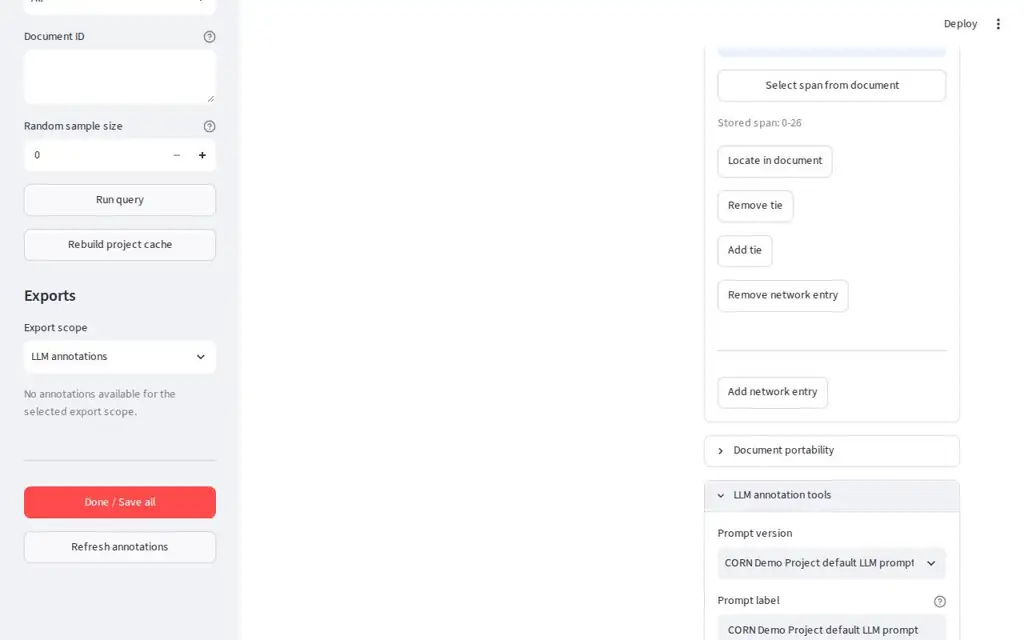 Document ID
Random sample size
0
Run query
Rebuild project cache
Exports
Export scope
LLM annotations
No annotations available for the
selected export scope.
Done / Save all
Refresh annotations
Deploy
Select span from document
Stored span: 0-26
Locate in document
Remove tie
Add tie
Remove network entry
Add network entry
Document portability
LLM annotation tools
Prompt version
CORN Demo Project default LLM prompt
Prompt label
CORN Demo Project default LLM prompt